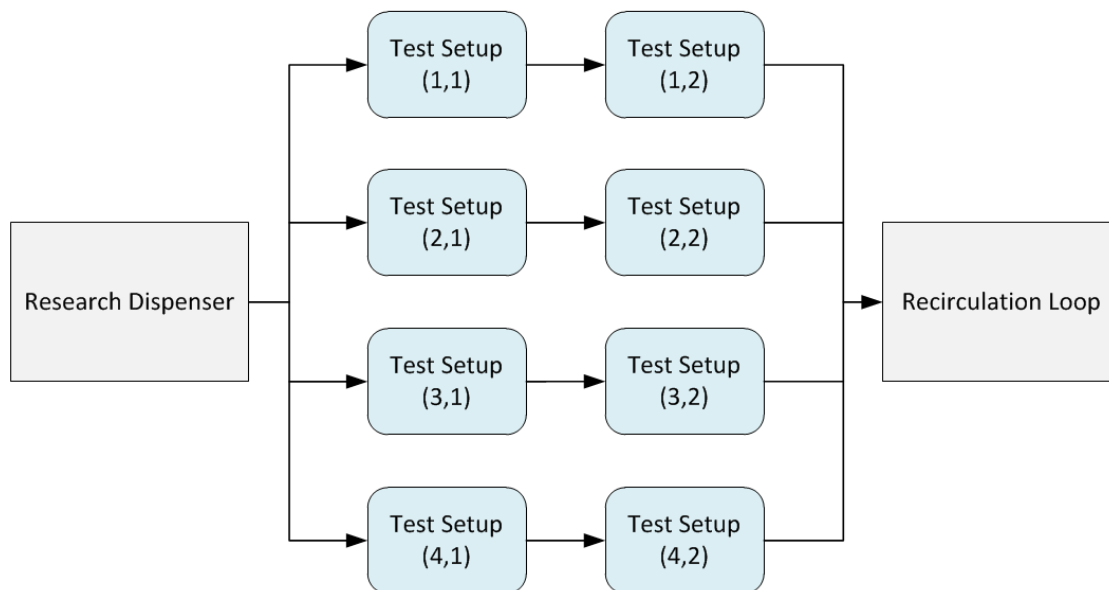 Test Setup
(1,1)
Test Setup
(1,2)
Test Setup
(2,1)
Test Setup
(2,2)
Research Dispenser
Recirculation Loop
Test Setup
(3,1)
Test Setup
(3,2)
Test Setup
(4,1)
Test Setup
(4,2)